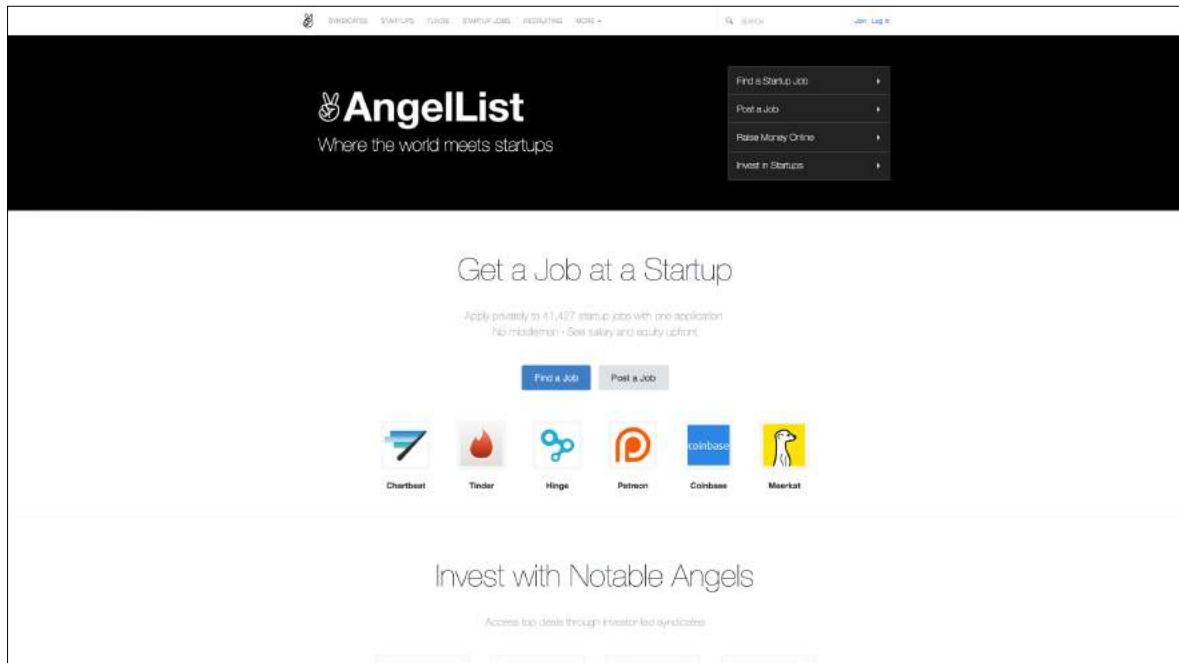 SYNDICATES STARTUPS FUNDS STARTUP JOBS RECRUITING MORE SEARCH Join Log In
AngelList
Where the world meets startups
Find a Startup Job
Post a Job
Raise Money Online
Invest in Startups
Get a Job at a Startup
Apply privately to 41,427 startup jobs with one application
No middlemen - See salary and equity upfront
Find a Job Post a Job
coinbase
Chartbeat Tinder Hinge Patreon Coinbase Meerkat
Invest with Notable Angels
Access top deals through investor-led syndicates